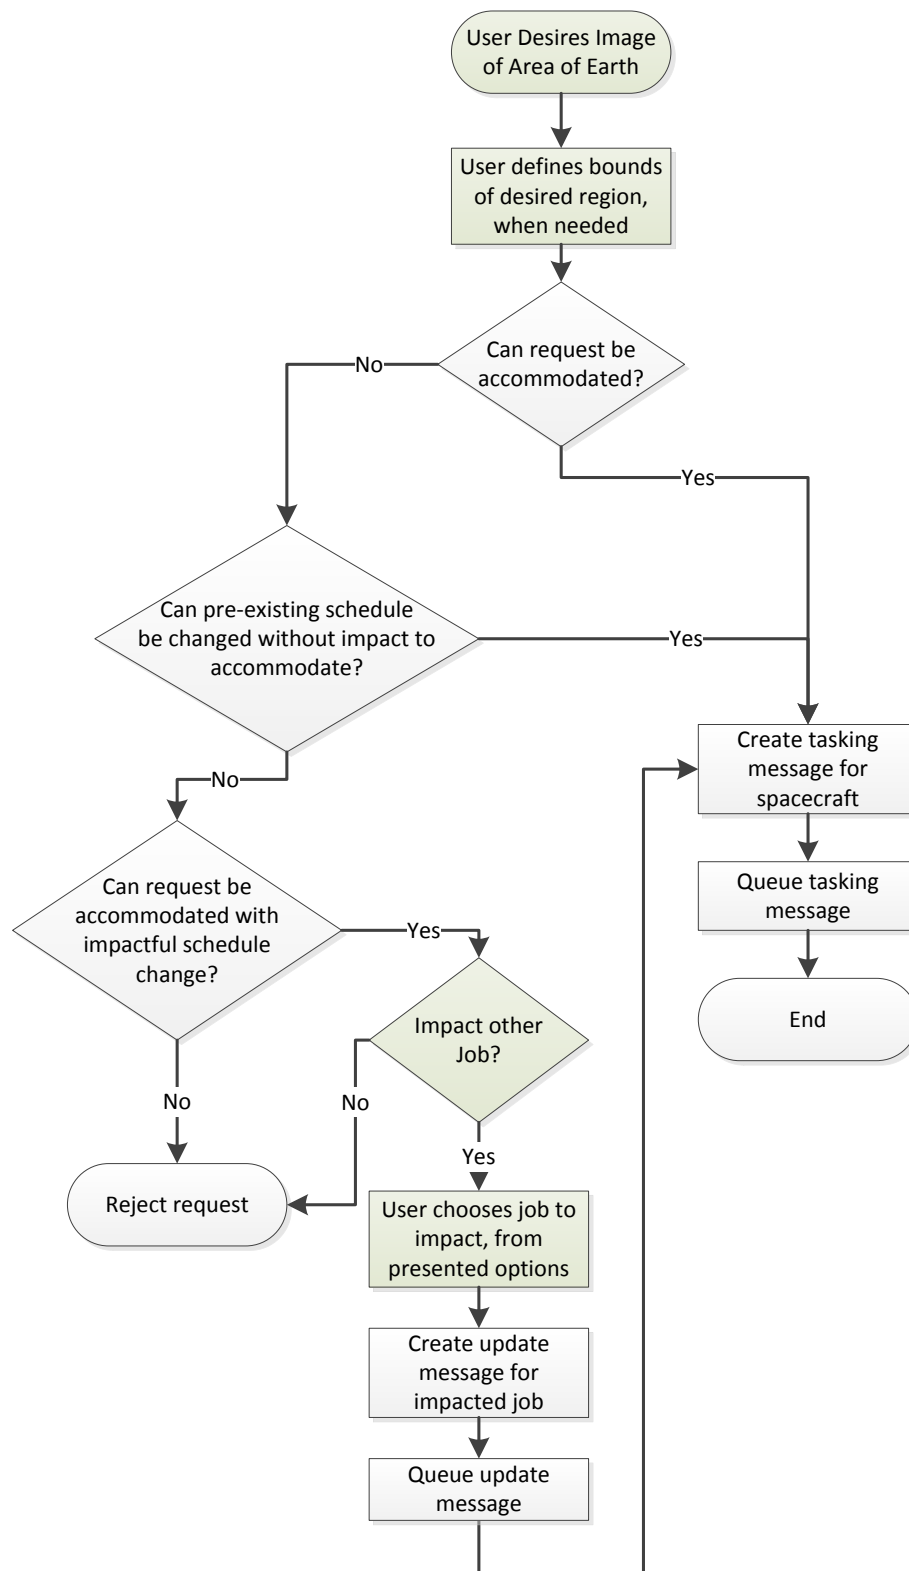 User Desires Image
of Area of Earth
User defines bounds
of desired region,
when needed
Can request be
accommodated?
No
Yes
Can pre-existing schedule
be changed without impact to
accommodate?
Yes
No
Create tasking
message for
spacecraft
Can request be
accommodated with
impactful schedule
change?
Yes
Queue tasking
message
Impact other
Job?
End
No
No
Yes
Reject request
User chooses job to
impact, from
presented options
Create update
message for
impacted job
Queue update
message